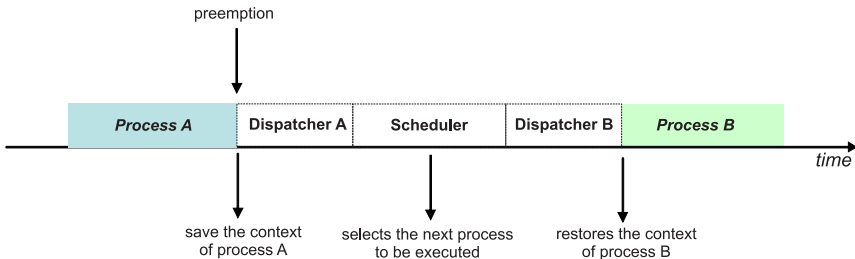 preemption
Process A
Dispatcher A
Scheduler
Dispatcher B
Process B
time
save the context
of process A
selects the next process
to be executed
restores the context
of process B